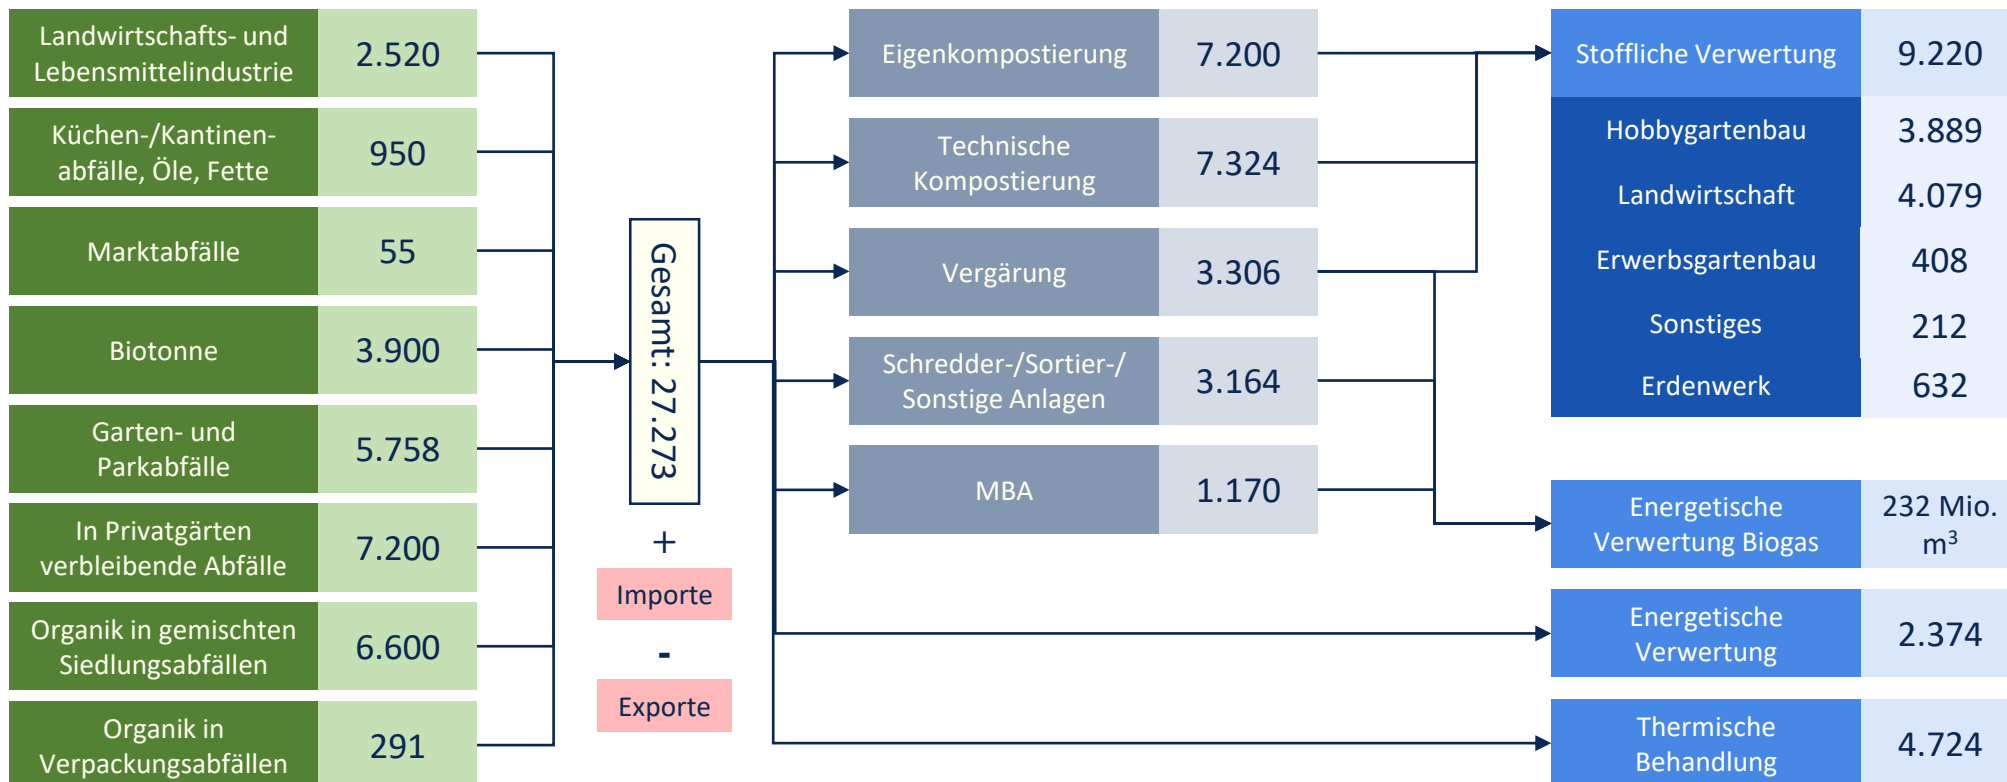 Landwirtschafts- und
Lebensmittelindustrie
2.520
Küchen-/Kantinen-
abfälle, Öle, Fette
950
Marktabfälle
55
Biotonne
3.900
Garten- und
Parkabfälle
5.758
In Privatgärten
verbleibende Abfälle
7.200
Organik in gemischten
Siedlungsabfällen
6.600
Organik in
Verpackungsabfällen
291
Gesamt: 27.273
+
Importe
-
Exporte
Eigenkompostierung
7.200
Technische
Kompostierung
7.324
Vergärung
3.306
Schredder-/Sortier-/
Sonstige Anlagen
3.164
MBA
1.170
Stoffliche Verwertung
9.220
Hobbygartenbau
3.889
Landwirtschaft
4.079
Erwerbsgartenbau
408
Sonstiges
212
Erdenwerk
632
Energetische
Verwertung Biogas
232 Mio.
m³
Energetische
Verwertung
2.374
Thermische
Behandlung
4.724